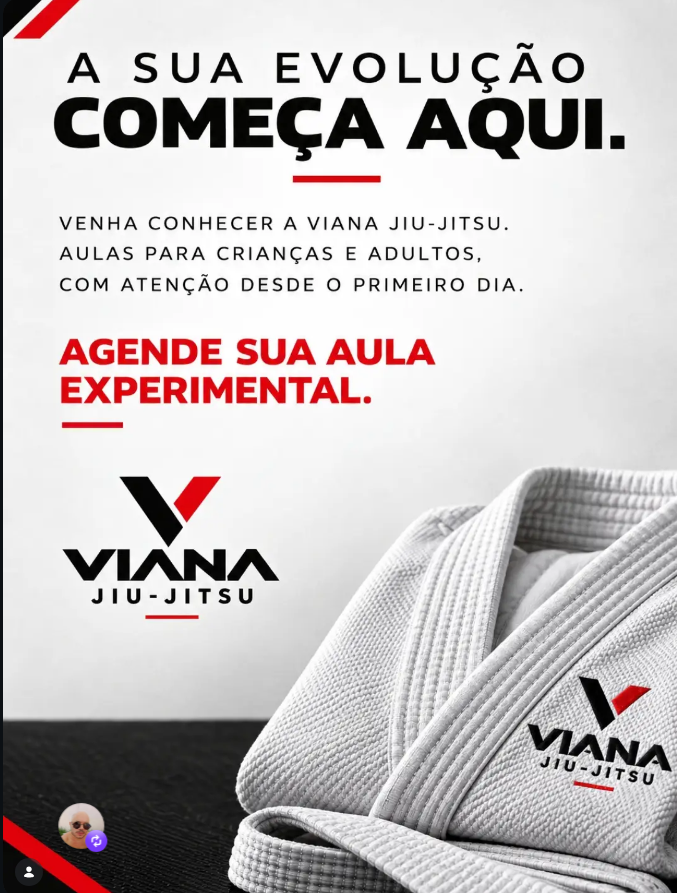 A SUA EVOLUÇÃO
COMEÇA AQUI.
VENHA CONHECER A VIANA JIU-JITSU.
AULAS PARA CRIANÇAS E ADULTOS,
COM ATENÇÃO DESDE O PRIMEIRO DIA.
AGENDE SUA AULA
EXPERIMENTAL.
VIANA
JIU-JITSU
VIANA
JIU-JITSU